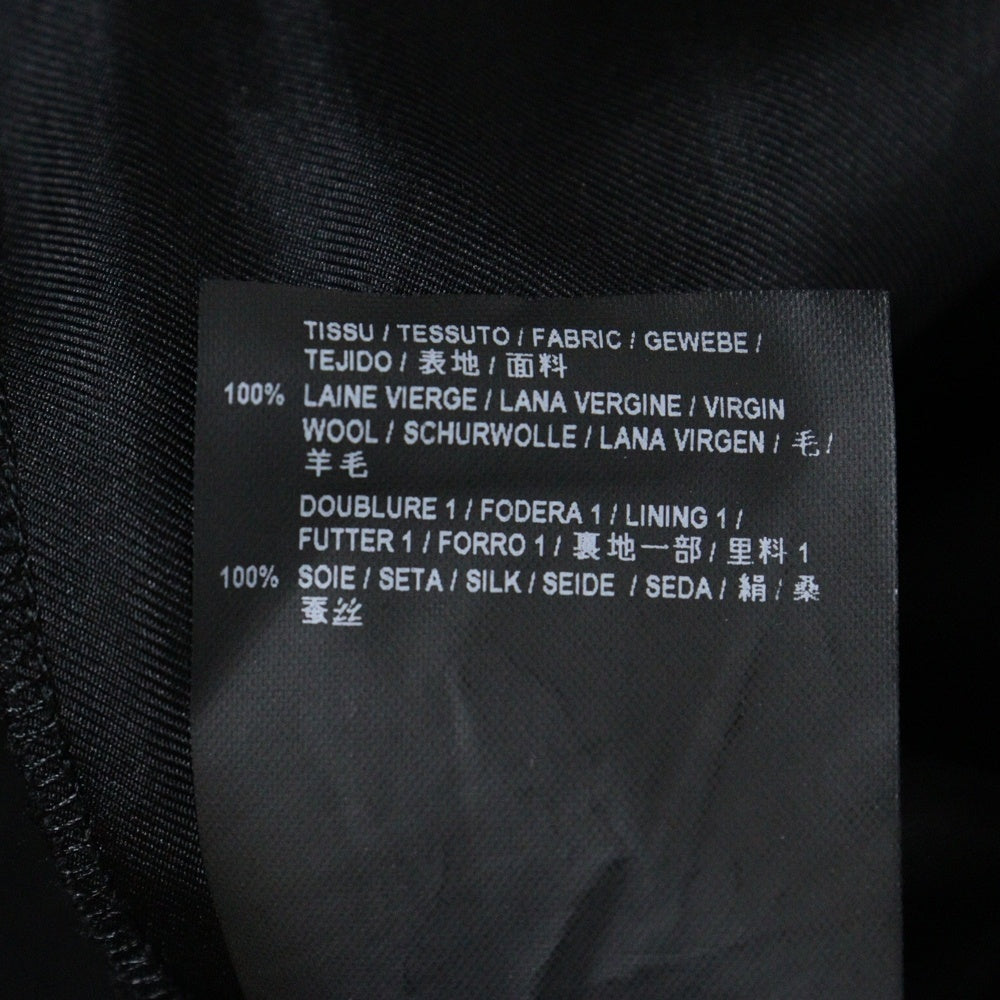 TISSU / TESSUTO / FABRIC / GEWEBE /
TEJIDO / 表地 / 面料
100% LAINE VIERGE / LANA VERGINE / VIRGIN
WOOL / SCHURWOLLE / LANA VIRGEN / 毛 /
羊毛
DOUBLURE 1 / FODERA 1 / LINING 1 /
FUTTER 1 / FORRO 1 / 裏地一部 / 里料 1
100% SOIE / SETA / SILK / SEIDE / SEDA / 絹 / 桑
蚕丝